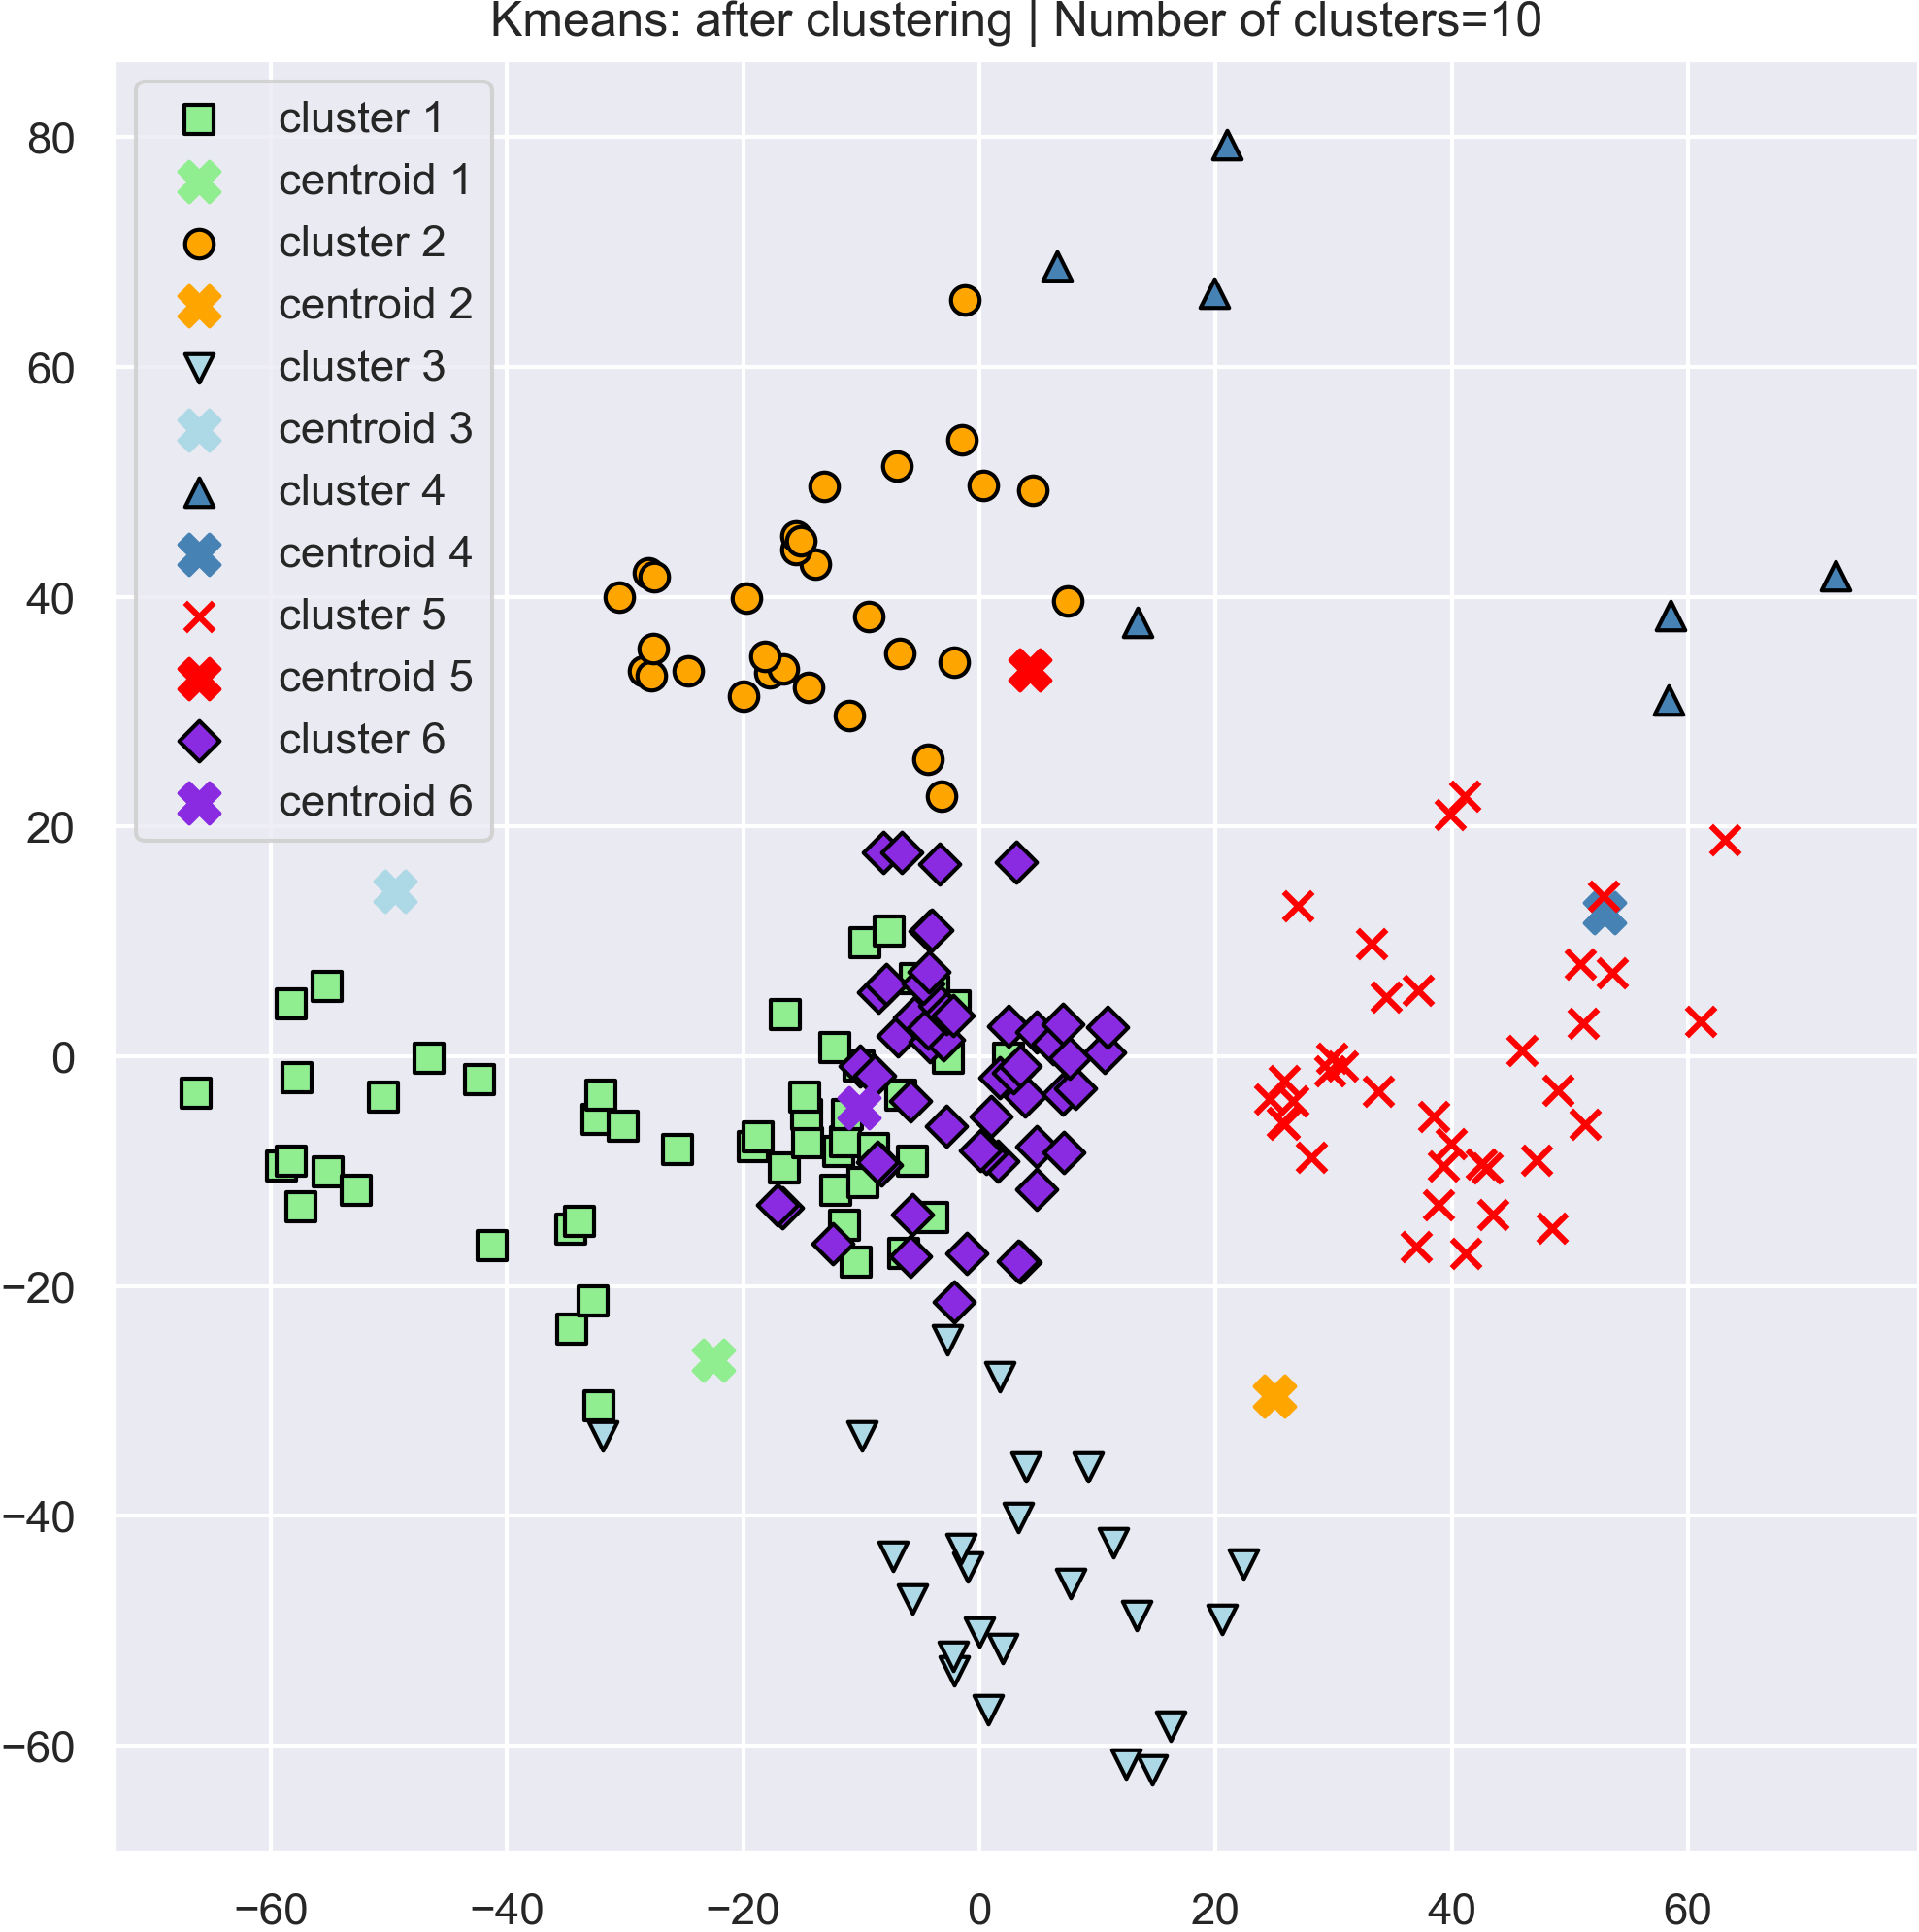 Kmeans: after clustering | Number of clusters=10
cluster 1
centroid 1
cluster 2
centroid 2
cluster 3
centroid 3
cluster 4
centroid 4
cluster 5
centroid 5
cluster 6
centroid 6
80
60
40
20
0
−20
−40
−60
−60 −40 −20 0 20 40 60